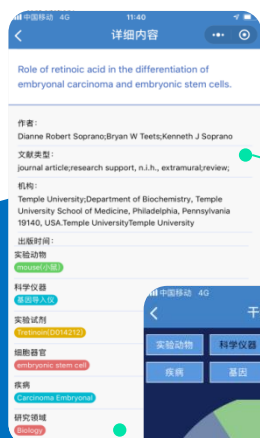 中国移动 4G 11:40
详细内容
Role of retinoic acid in the differentiation of
embryonal carcinoma and embryonic stem cells.
作者:
Dianne Robert Soprano;Bryan W Teets;Kenneth J Soprano
文献类型:
journal article;research support, n.i.h., extramural;review;
机构:
Temple University;Department of Biochemistry, Temple
University School of Medicine, Philadelphia, Pennsylvania
19140, USA.Temple UniversityTemple University
出版时间:
实验动物
mouse(小鼠)
科学仪器
基因导入仪
实验试剂
Tretinoin(D014212)
细胞器官
embryonic stem cell
疾病
Carcinoma Embryonal
研究领域
Biology
中国移动 4G
干
实验动物 科学仪器
疾病 基因